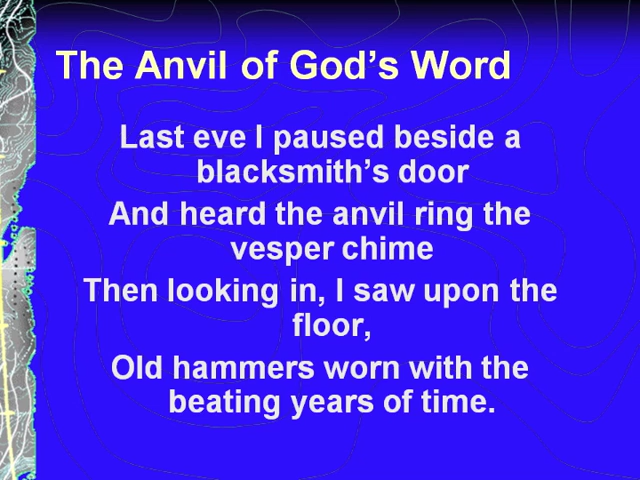 The Anvil of God's Word
Last eve I paused beside a
blacksmith's door
And heard the anvil ring the
vesper chime
Then looking in, I saw upon the
floor,
Old hammers worn with the
beating years of time.